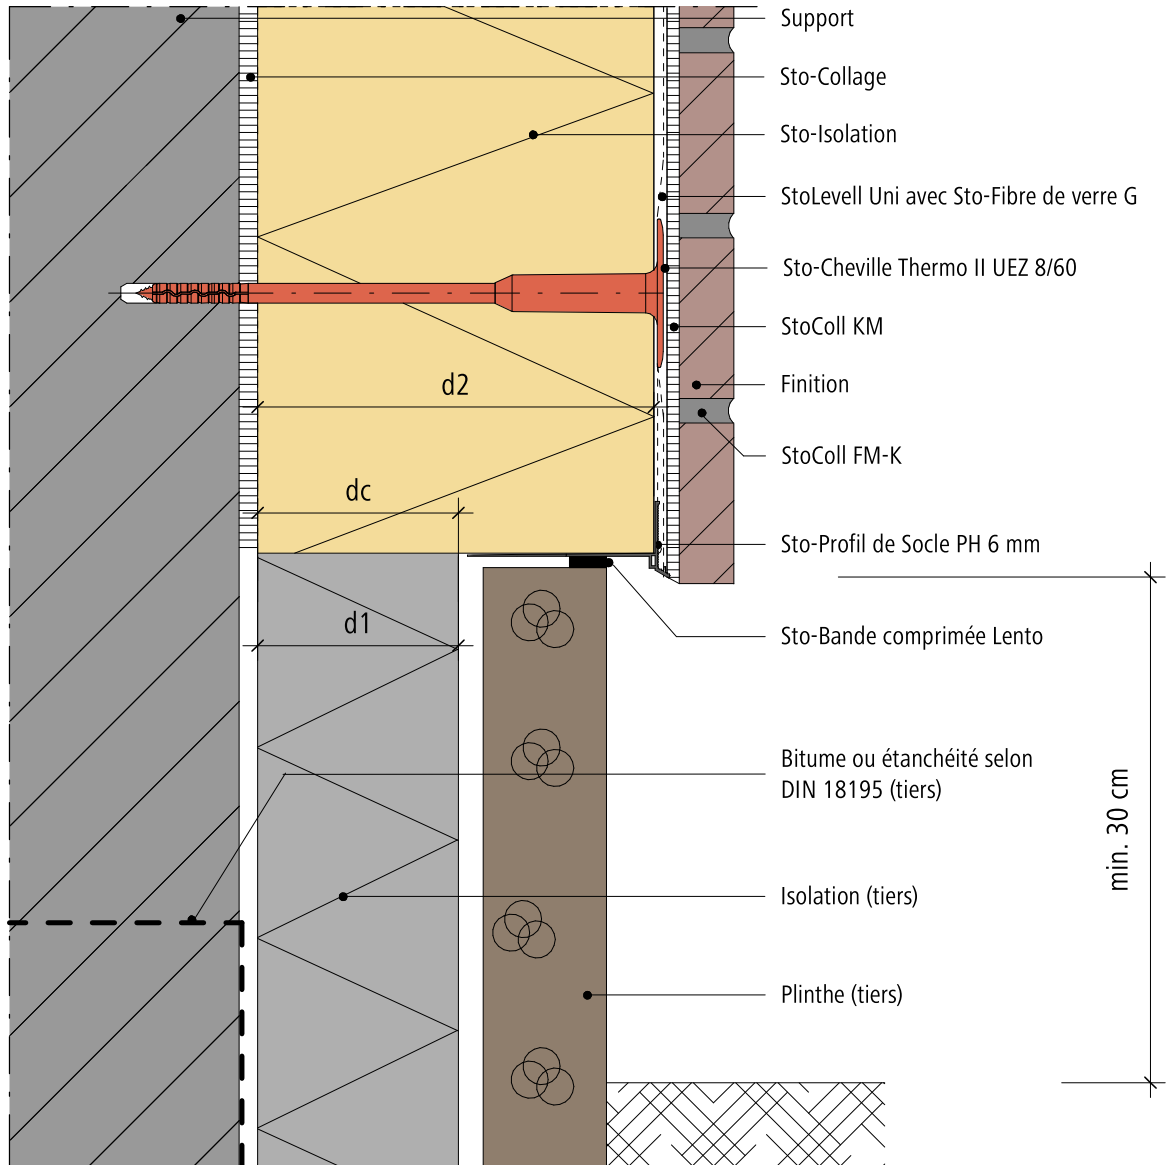 Support
Sto-Collage
Sto-Isolation
StoLevell Uni avec Sto-Fibre de verre G
Sto-Cheville Thermo II UEZ 8/60
StoColl KM
Finition
d2
StoColl FM-K
dc
Sto-Profil de Socle PH 6 mm
d1
Sto-Bande comprimée Lento
Bitume ou étanchéité selon
DIN 18195 (tiers)
min. 30 cm
Isolation (tiers)
Plinthe (tiers)